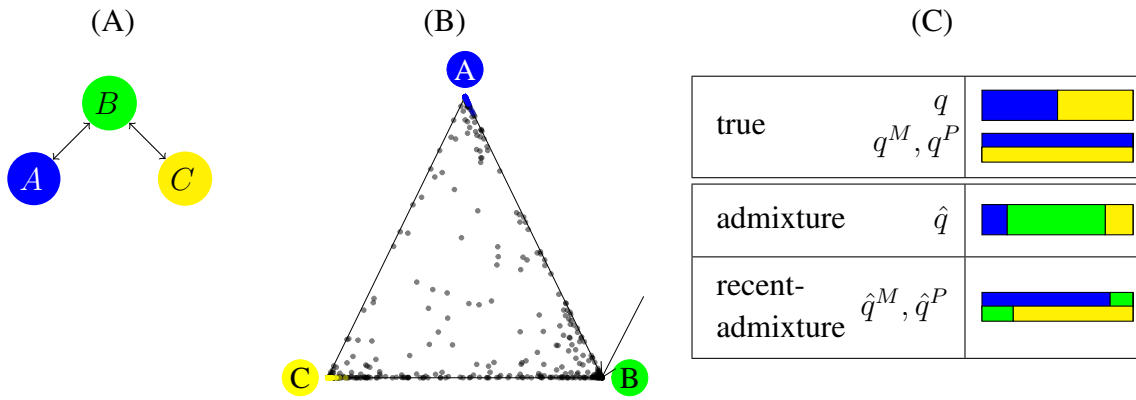 (A)
B
A
C
(B)
A
C
B
(C)
true
q
q^M, q^P
admixture
q̂
recent-
admixture
q̂^M, q̂^P